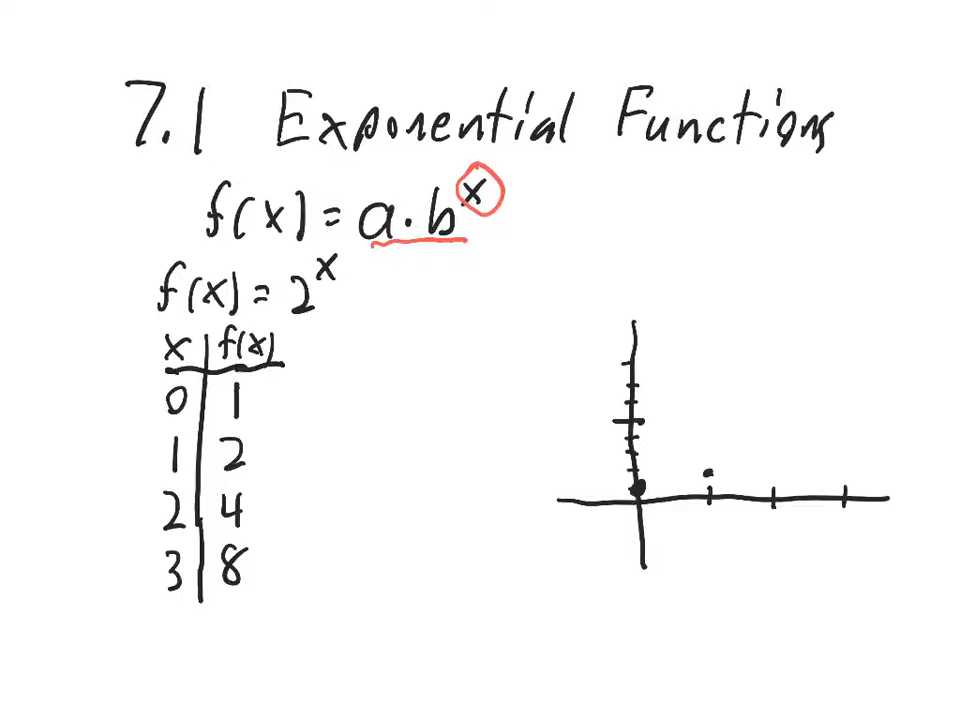 7.1 Exponential Functions
f(x) = a · b^x
f(x) = 2^x
x f(x)
0 1
1 2
2 4
3 8